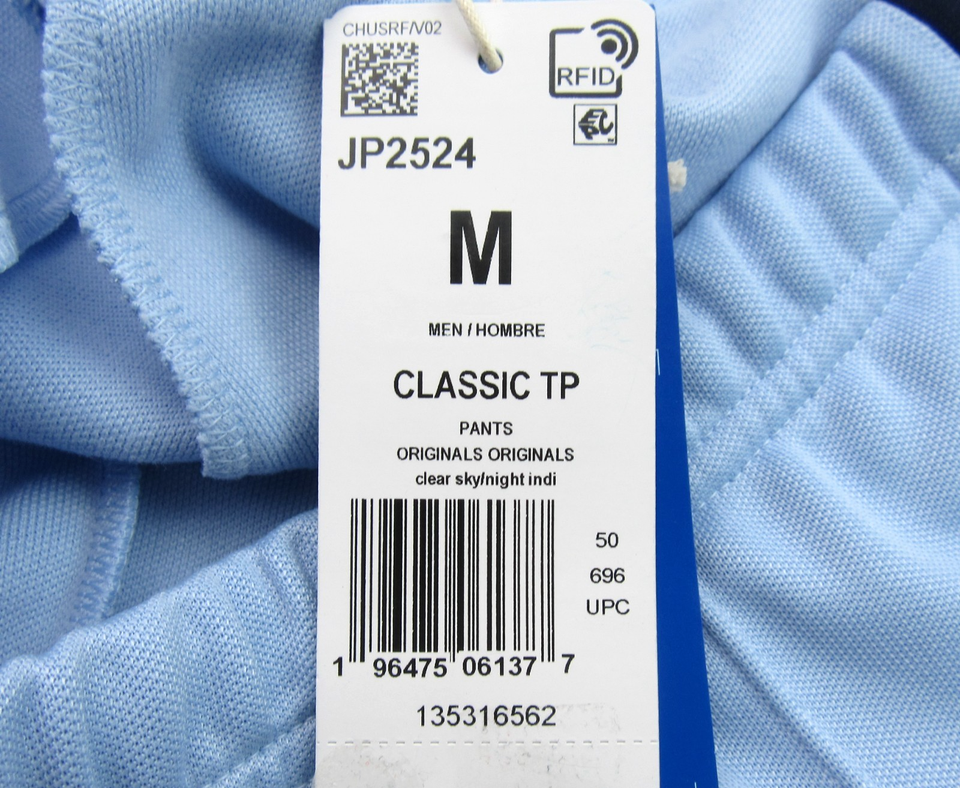 CHUSRF/V02
RFID
JP2524
M
MEN / HOMBRE
CLASSIC TP
PANTS
ORIGINALS ORIGINALS
clear sky/night indi
50
696
UPC
1 96475 06137 7
135316562